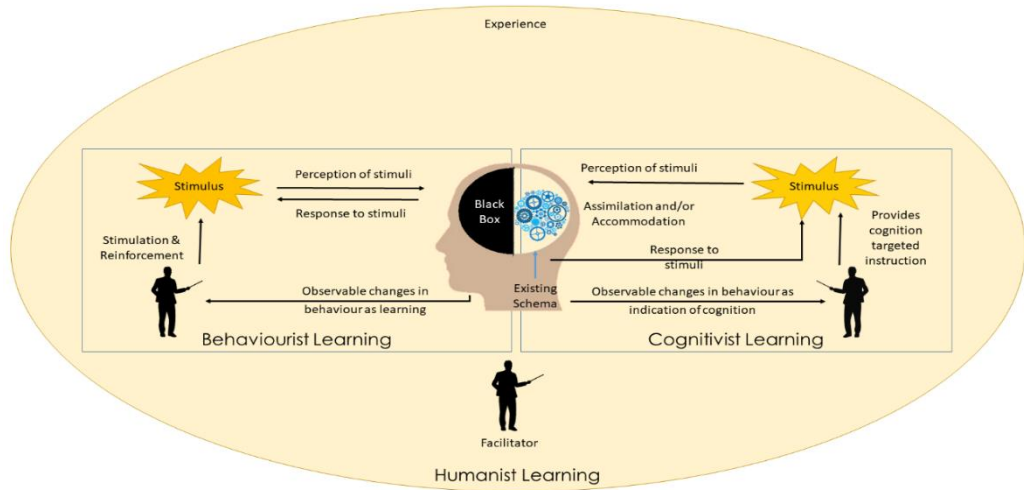 Experience
Stimulus
Perception of stimuli
Response to stimuli
Stimulation &
Reinforcement
Observable changes in
behaviour as learning
Behaviourist Learning
Black
Box
Existing
Schema
Perception of stimuli
Assimilation and/or
Accommodation
Response to
stimuli
Stimulus
Provides
cognition
targeted
instruction
Observable changes in behaviour as
indication of cognition
Cognitivist Learning
Facilitator
Humanist Learning